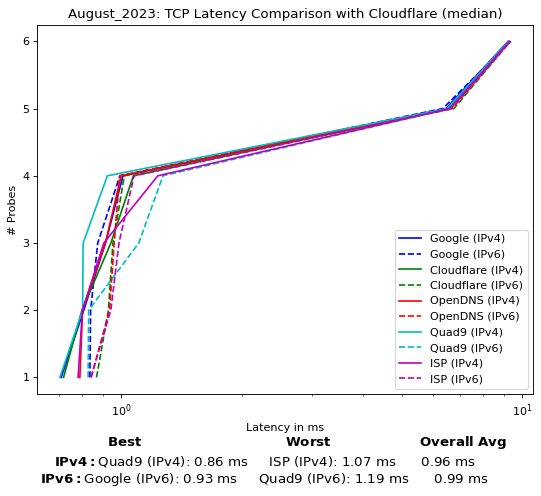 August_2023: TCP Latency Comparison with Cloudflare (median)
6
5
4
3
2
1
# Probes
Google (IPv4)
Google (IPv6)
Cloudflare (IPv4)
Cloudflare (IPv6)
OpenDNS (IPv4)
OpenDNS (IPv6)
Quad9 (IPv4)
Quad9 (IPv6)
ISP (IPv4)
ISP (IPv6)
10⁰ 10¹
Latency in ms
Best Worst Overall Avg
IPv4: Quad9 (IPv4): 0.86 ms ISP (IPv4): 1.07 ms 0.96 ms
IPv6: Google (IPv6): 0.93 ms Quad9 (IPv6): 1.19 ms 0.99 ms